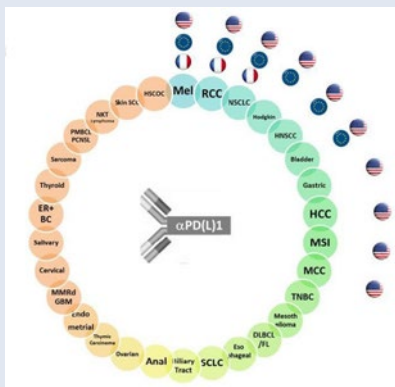 Mel
RCC
NSCLC
Hodgkin
HNSCC
Bladder
Gastric
HCC
MSI
MCC
TNBC
Mesoth
elioma
DLBCL
/FL
Eso
phageal
SCLC
Biliary
Tract
Anal
Ovarian
Thymic
Carcinoma
Endo
metrial
MMRd
GBM
Cervical
Salivery
ER+
BC
Thyroid
Sarcoma
PMBCL
PCNSL
NKT
Lymphoma
Skin SCC
HSCOC
αPD(L)1